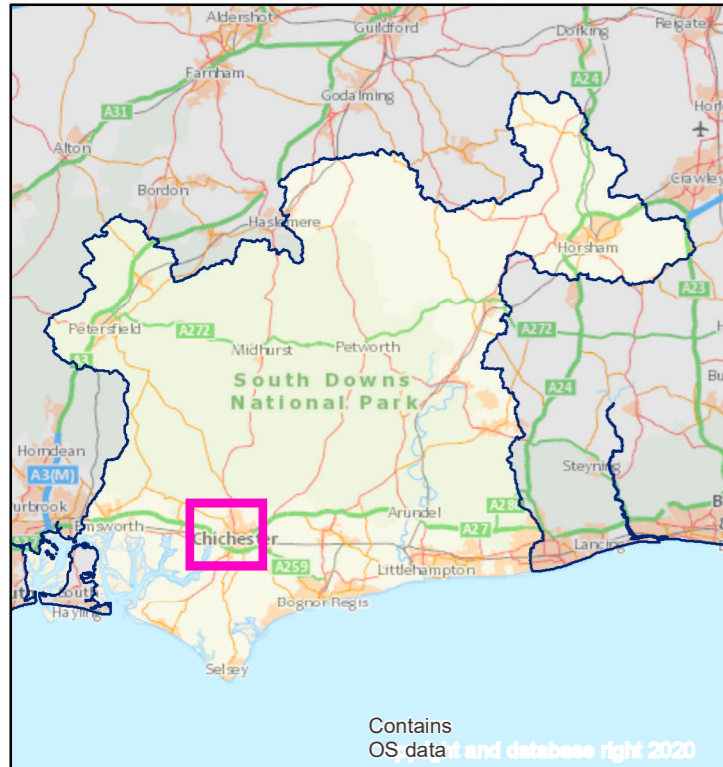 Aldershot
Guildford
Dorking
Reigate
Farnham
A24
Godalming
A31
Alton
Crawley
Bordon
Haslemere
Horsham
A23
Petersfield
A272
A272
Midhurst
Petworth
A3
South Downs
National Park
A24
Horndean
Steyning
A3(M)
Emsworth
Arundel
A27
Chichester
Lancing
A259
Littlehampton
Bognor Regis
South
Hayling
Selsey
Contains
OS data
and database right 2020